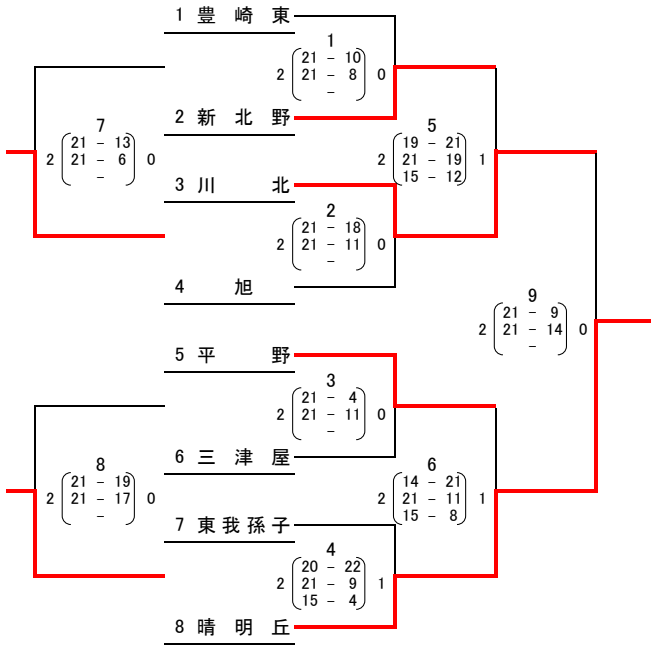 1 豊崎東
1
21 - 10
2 21 - 8 0
-
2 新北野
7
21 - 13
2 21 - 6 0
-
5
19 - 21
2 21 - 19 1
15 - 12
3 川北
2
21 - 18
2 21 - 11 0
-
4 旭
9
21 - 9
2 21 - 14 0
-
5 平野
3
21 - 4
2 21 - 11 0
-
6 三津屋
8
21 - 19
2 21 - 17 0
-
6
14 - 21
2 21 - 11 1
15 - 8
7 東我孫子
4
20 - 22
2 21 - 9 1
15 - 4
8 晴明丘